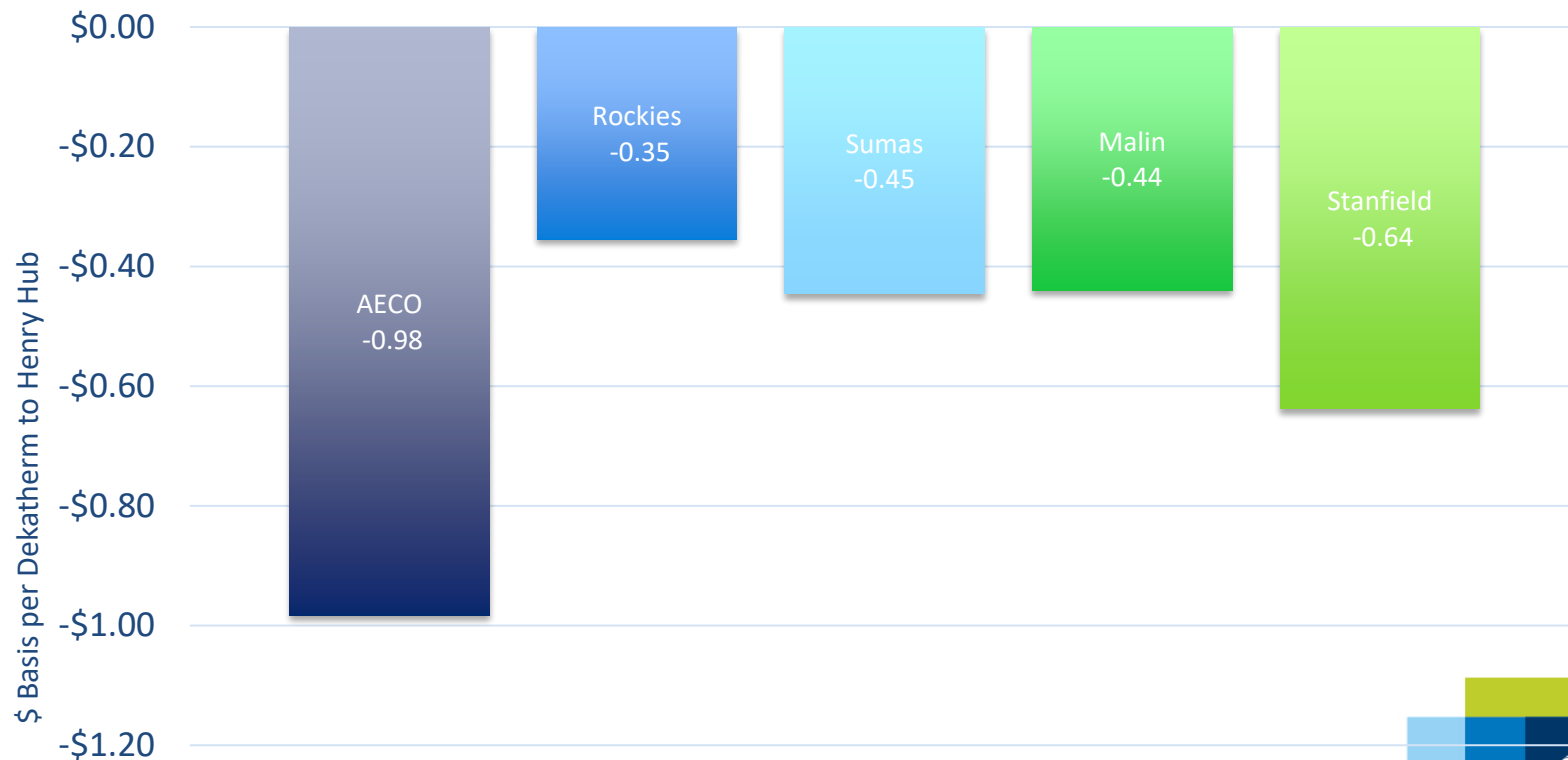 $ Basis per Dekatherm to Henry Hub
$0.00
-$0.20
-$0.40
-$0.60
-$0.80
-$1.00
-$1.20
AECO
-0.98
Rockies
-0.35
Sumas
-0.45
Malin
-0.44
Stanfield
-0.64